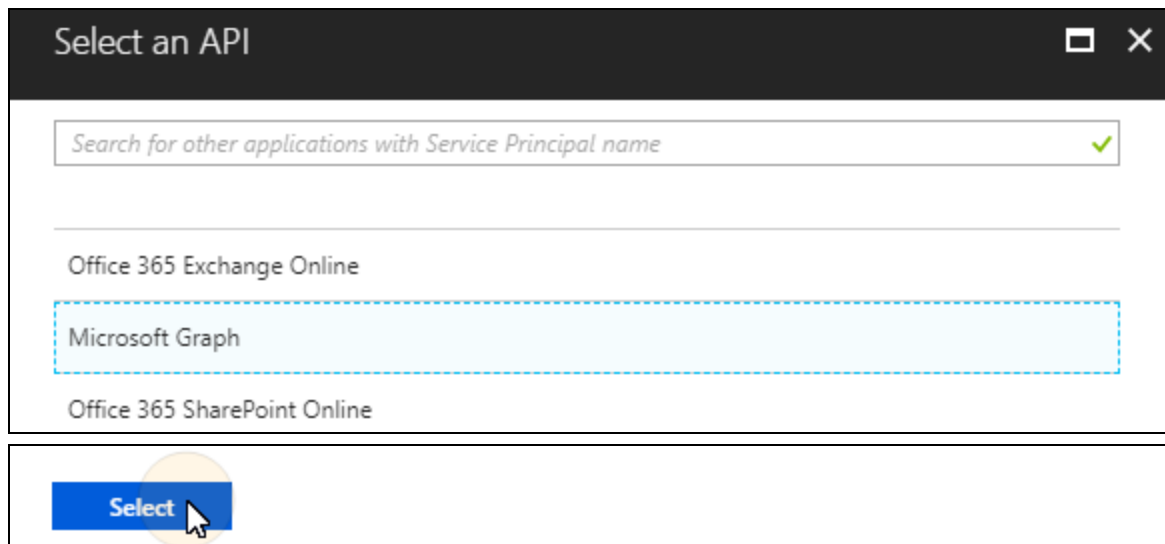 Select an API
Search for other applications with Service Principal name
Office 365 Exchange Online
Microsoft Graph
Office 365 SharePoint Online
Select